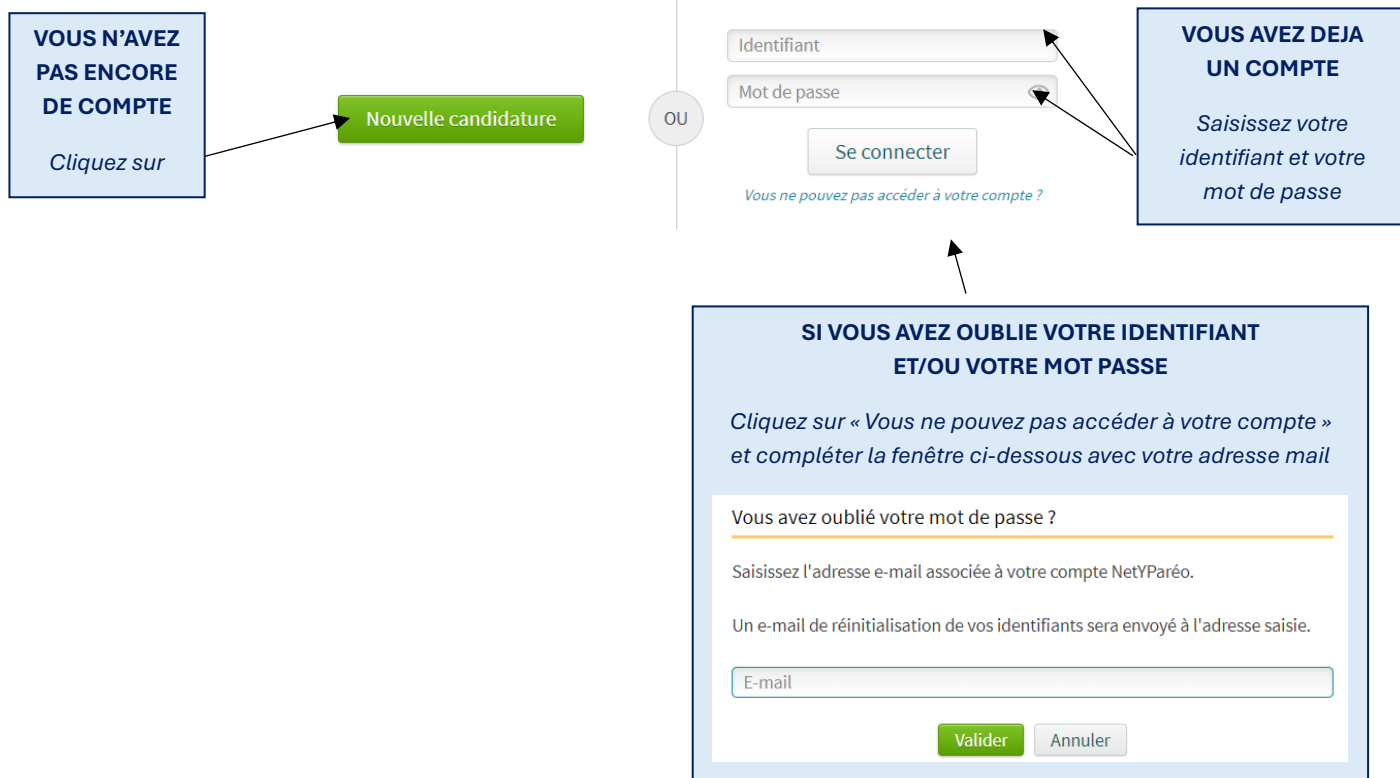 VOUS N’AVEZ
PAS ENCORE
DE COMPTE
Cliquez sur
Nouvelle candidature
OU
Identifiant
Mot de passe
Se connecter
Vous ne pouvez pas accéder à votre compte ?
VOUS AVEZ DEJA
UN COMPTE
Saisissez votre
identifiant et votre
mot de passe
SI VOUS AVEZ OUBLIE VOTRE IDENTIFIANT
ET/OU VOTRE MOT PASSE
Cliquez sur « Vous ne pouvez pas accéder à votre compte »
et compléter la fenêtre ci-dessous avec votre adresse mail
Vous avez oublié votre mot de passe ?
Saisissez l'adresse e-mail associée à votre compte NetYParéo.
Un e-mail de réinitialisation de vos identifiants sera envoyé à l'adresse saisie.
E-mail
Valider
Annuler